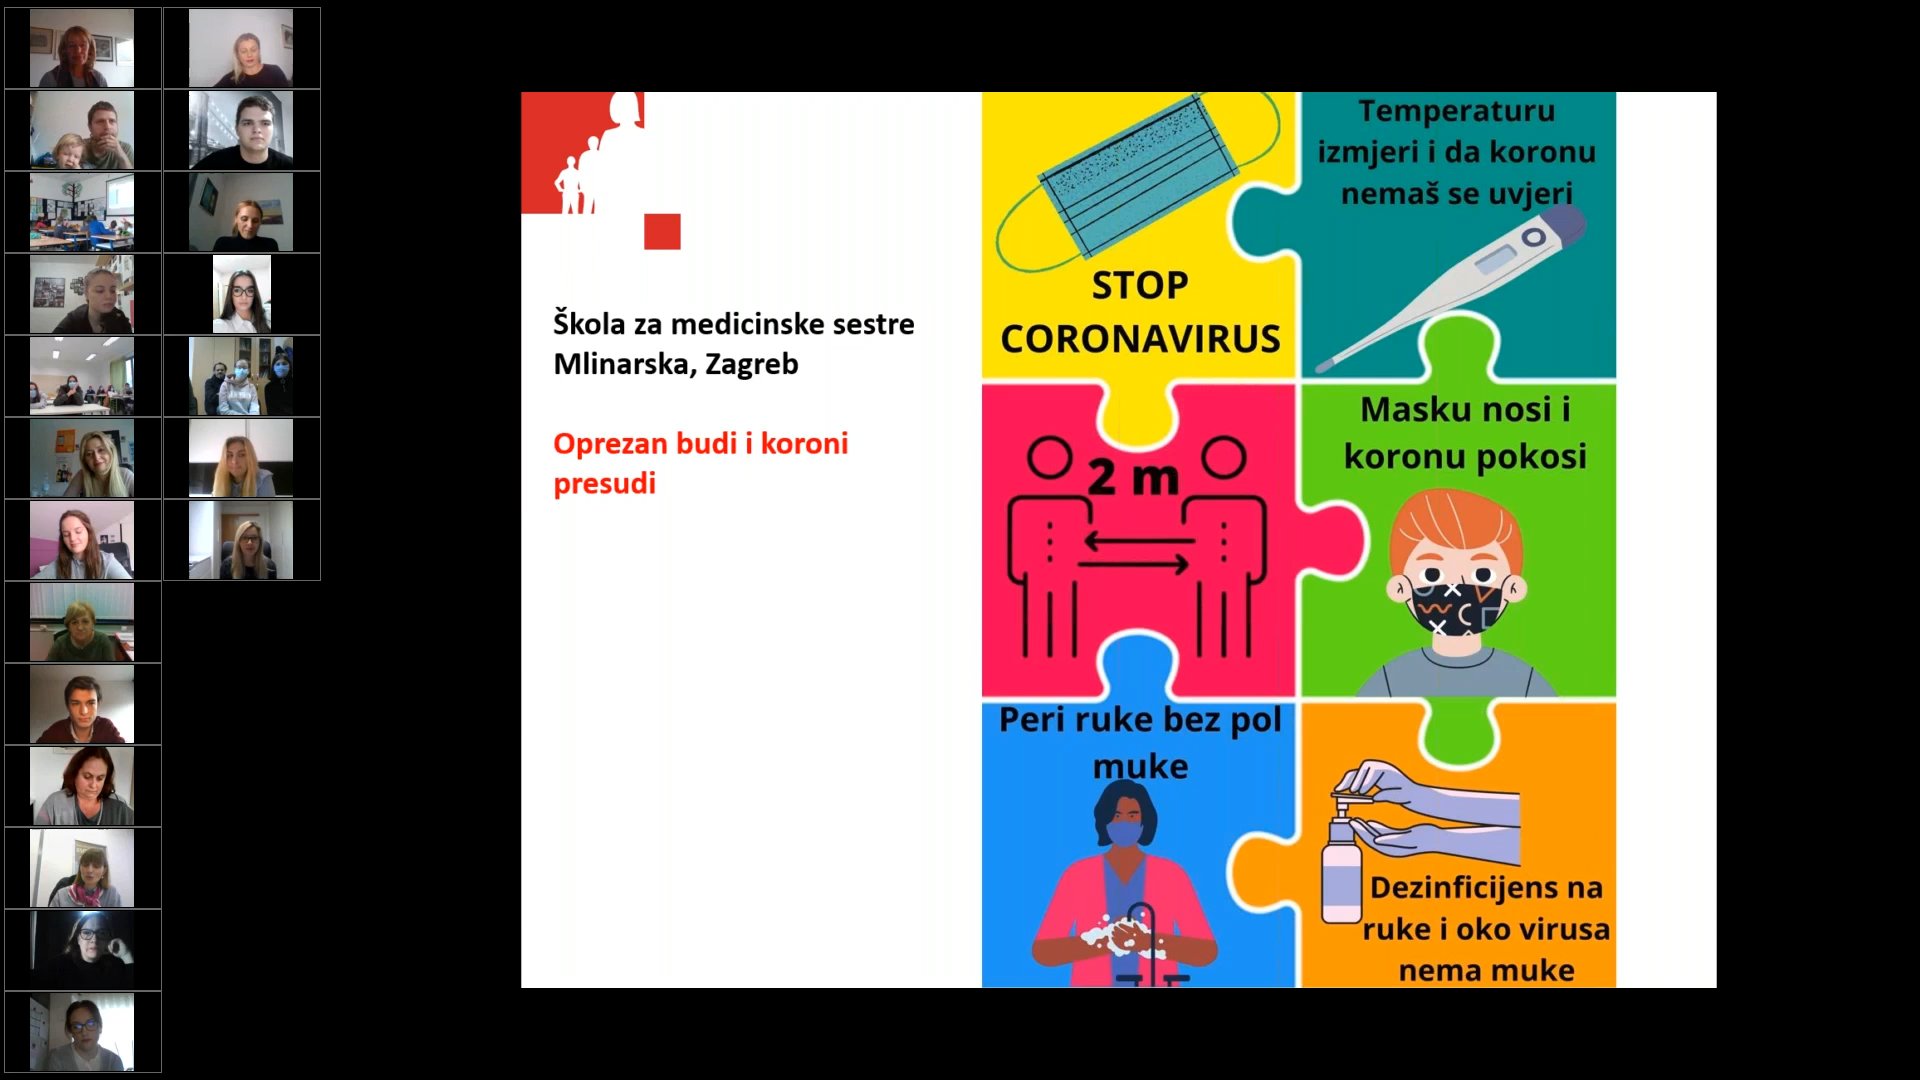 Škola za medicinske sestre
Mlinarska, Zagreb
Oprezan budi i koroni
presudi
STOP
CORONAVIRUS
Temperaturu
izmjeri i da koronu
nemaš se uvjeri
2 m
Masku nosi i
koronu pokosi
Peri ruke bez pol
muke
Dezinficijens na
ruke i oko virusa
nema muke